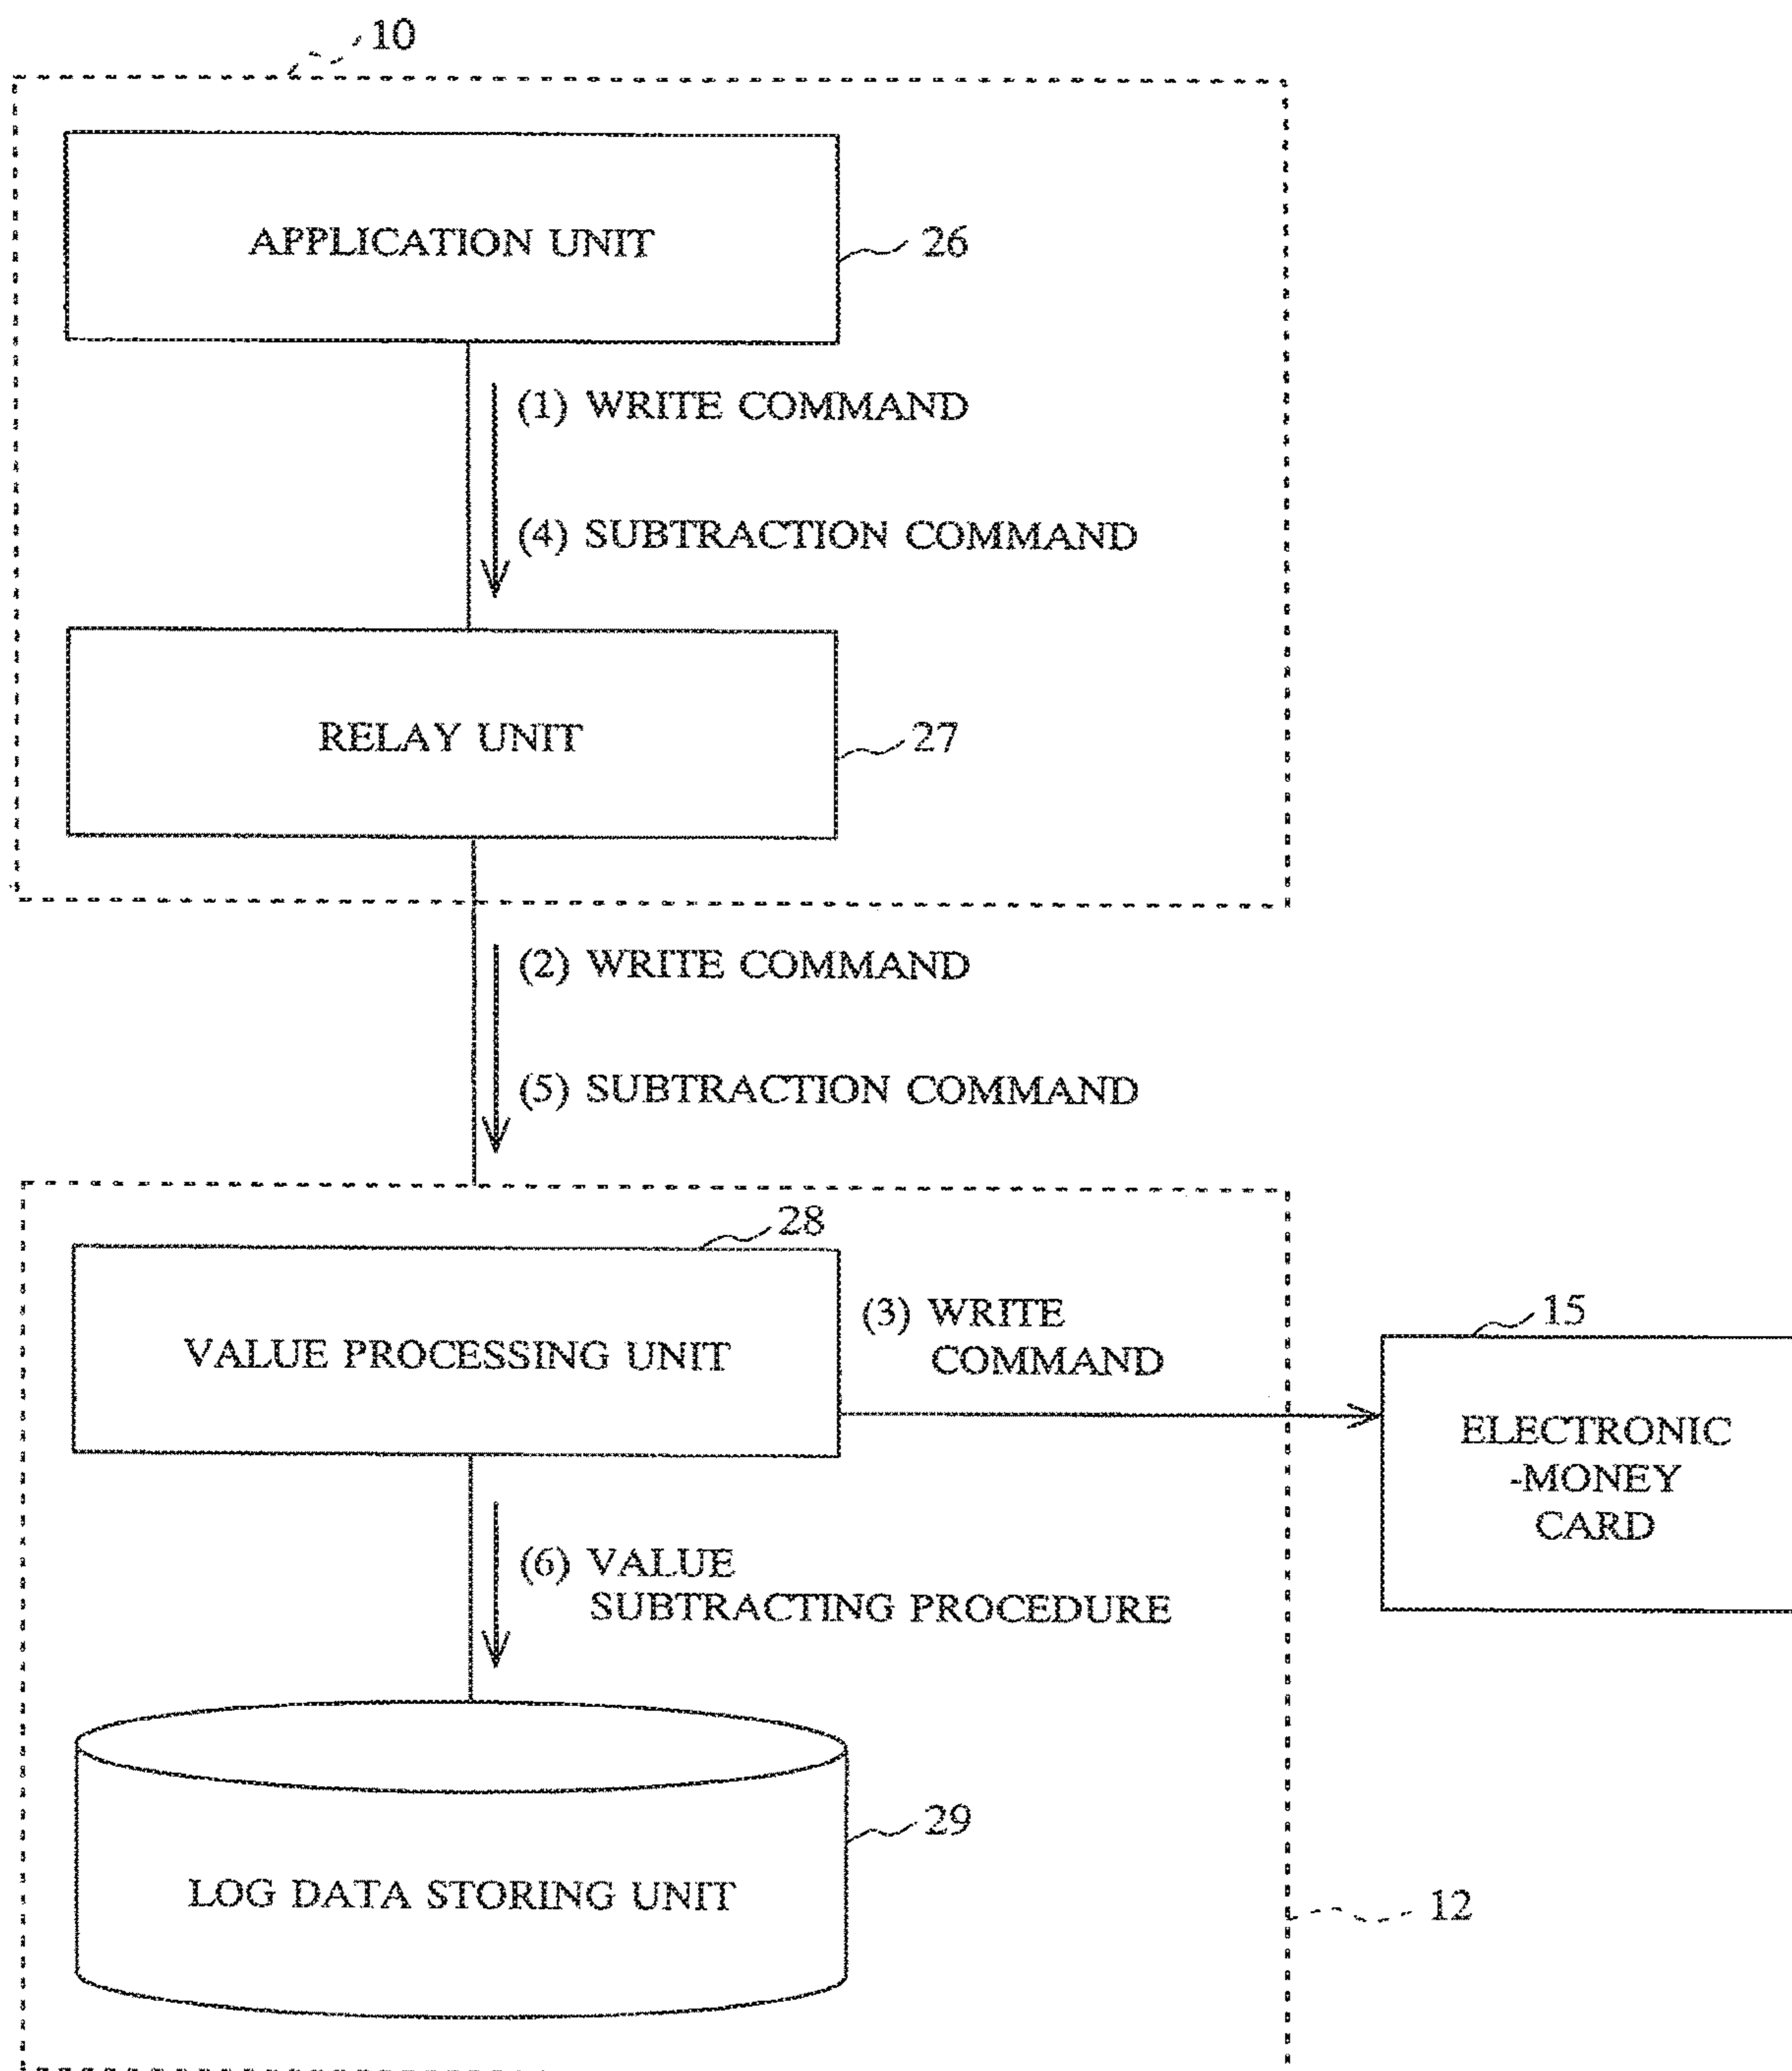 10
APPLICATION UNIT
26
(1) WRITE COMMAND
(4) SUBTRACTION COMMAND
RELAY UNIT
27
(2) WRITE COMMAND
(5) SUBTRACTION COMMAND
28
VALUE PROCESSING UNIT
(3) WRITE
COMMAND
15
ELECTRONIC
-MONEY
CARD
(6) VALUE
SUBTRACTING PROCEDURE
29
LOG DATA STORING UNIT
12